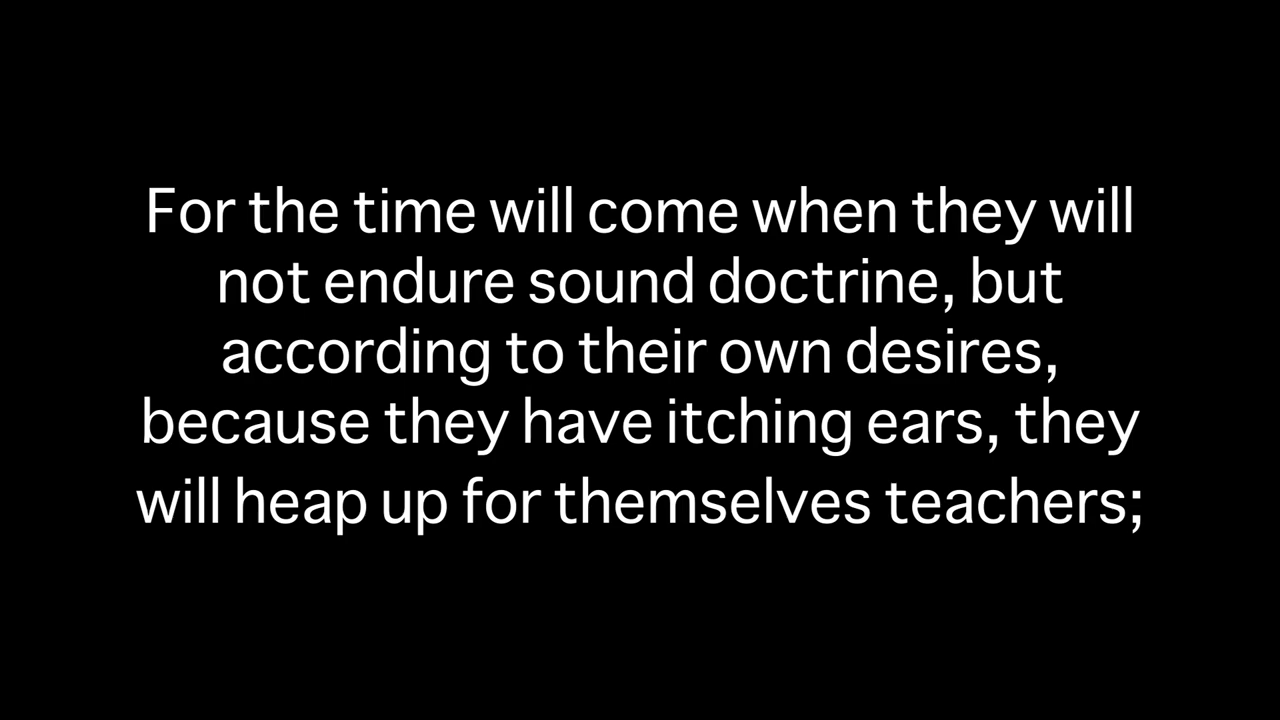 For the time will come when they will
not endure sound doctrine, but
according to their own desires,
because they have itching ears, they
will heap up for themselves teachers;